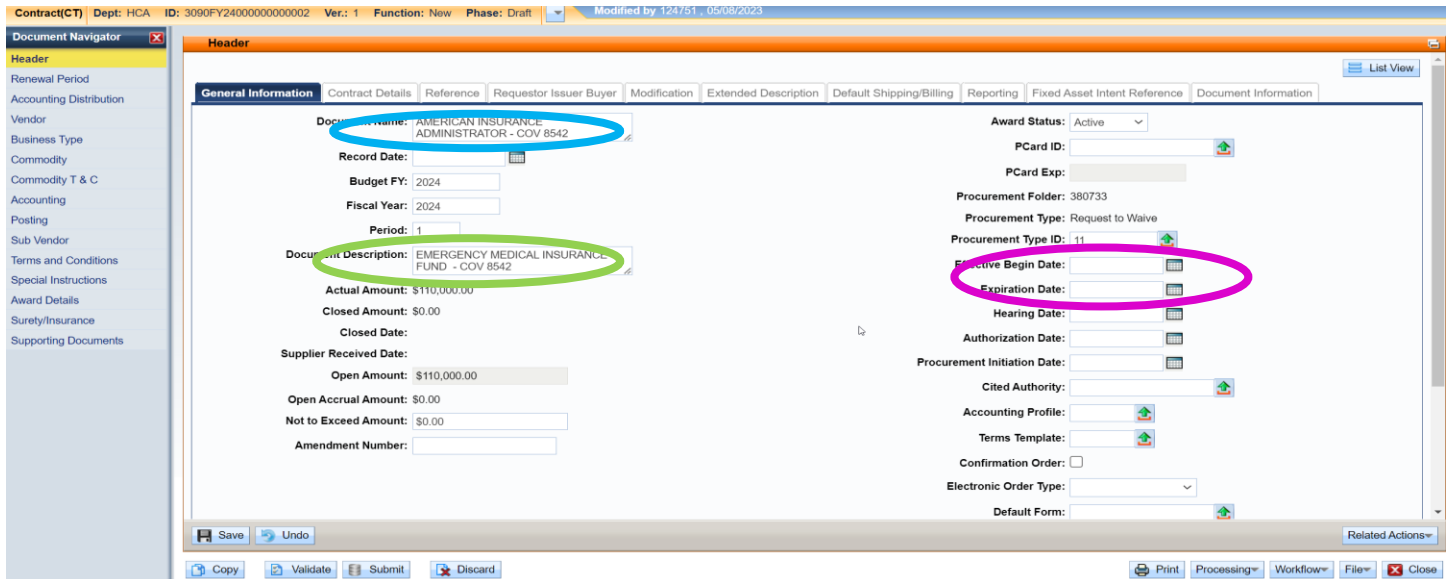 Contract(CT) Dept: HCA ID: 3090FY24000000000002 Ver.: 1 Function: New Phase: Draft Modified by 124751 , 05/08/2023
Document Navigator
Header
Renewal Period
Accounting Distribution
Vendor
Business Type
Commodity
Commodity T & C
Accounting
Posting
Sub Vendor
Terms and Conditions
Special Instructions
Award Details
Surety/Insurance
Supporting Documents
Header
List View
General Information Contract Details Reference Requestor Issuer Buyer Modification Extended Description Default Shipping/Billing Reporting Fixed Asset Intent Reference Document Information
Document Name: AMERICAN INSURANCE
ADMINISTRATOR - COV 8542
Record Date:
Budget FY: 2024
Fiscal Year: 2024
Period: 1
Document Description: EMERGENCY MEDICAL INSURANCE
FUND - COV 8542
Actual Amount: $110,000.00
Closed Amount: $0.00
Closed Date:
Supplier Received Date:
Open Amount: $110,000.00
Open Accrual Amount: $0.00
Not to Exceed Amount: $0.00
Amendment Number:
Award Status: Active
PCard ID:
PCard Exp:
Procurement Folder: 380733
Procurement Type: Request to Waive
Procurement Type ID: 11
Effective Begin Date:
Expiration Date:
Hearing Date:
Authorization Date:
Procurement Initiation Date:
Cited Authority:
Accounting Profile:
Terms Template:
Confirmation Order:
Electronic Order Type:
Default Form:
Save Undo Related Actions
Copy Validate Submit Discard Print Processing Workflow File Close